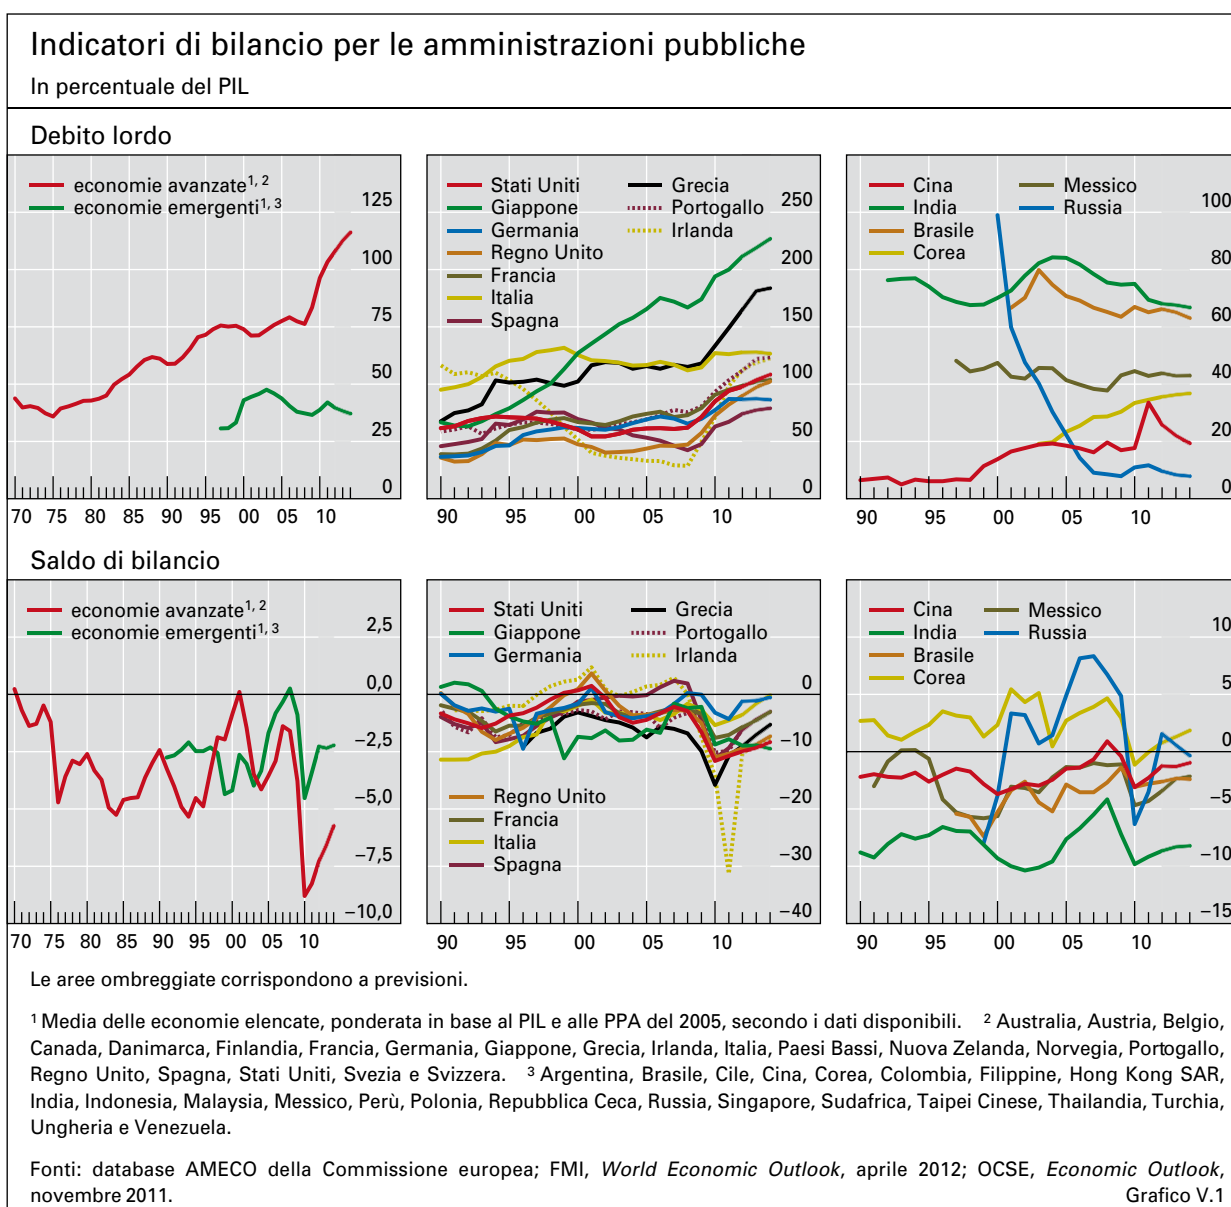 Indicatori di bilancio per le amministrazioni pubbliche
In percentuale del PIL
Debito lordo
economie avanzate1, 2
economie emergenti1, 3
125
100
75
50
25
0
70 75 80 85 90 95 00 05 10
Stati Uniti
Giappone
Germania
Regno Unito
Francia
Italia
Spagna
Grecia
Portogallo
Irlanda
250
200
150
100
50
0
90 95 00 05 10
Cina
India
Brasile
Corea
Messico
Russia
100
80
60
40
20
0
90 95 00 05 10
Saldo di bilancio
economie avanzate1, 2
economie emergenti1, 3
2,5
0,0
–2,5
–5,0
–7,5
–10,0
70 75 80 85 90 95 00 05 10
Stati Uniti
Giappone
Germania
Grecia
Portogallo
Irlanda
Regno Unito
Francia
Italia
Spagna
0
–10
–20
–30
–40
90 95 00 05 10
Cina
India
Brasile
Corea
Messico
Russia
10
5
0
–5
–10
–15
90 95 00 05 10
Le aree ombreggiate corrispondono a previsioni.
1 Media delle economie elencate, ponderata in base al PIL e alle PPA del 2005, secondo i dati disponibili. 2 Australia, Austria, Belgio,
Canada, Danimarca, Finlandia, Francia, Germania, Giappone, Grecia, Irlanda, Italia, Paesi Bassi, Nuova Zelanda, Norvegia, Portogallo,
Regno Unito, Spagna, Stati Uniti, Svezia e Svizzera. 3 Argentina, Brasile, Cile, Cina, Corea, Colombia, Filippine, Hong Kong SAR,
India, Indonesia, Malaysia, Messico, Perù, Polonia, Repubblica Ceca, Russia, Singapore, Sudafrica, Taipei Cinese, Thailandia, Turchia,
Ungheria e Venezuela.
Fonti: database AMECO della Commissione europea; FMI, World Economic Outlook, aprile 2012; OCSE, Economic Outlook,
novembre 2011.
Grafico V.1